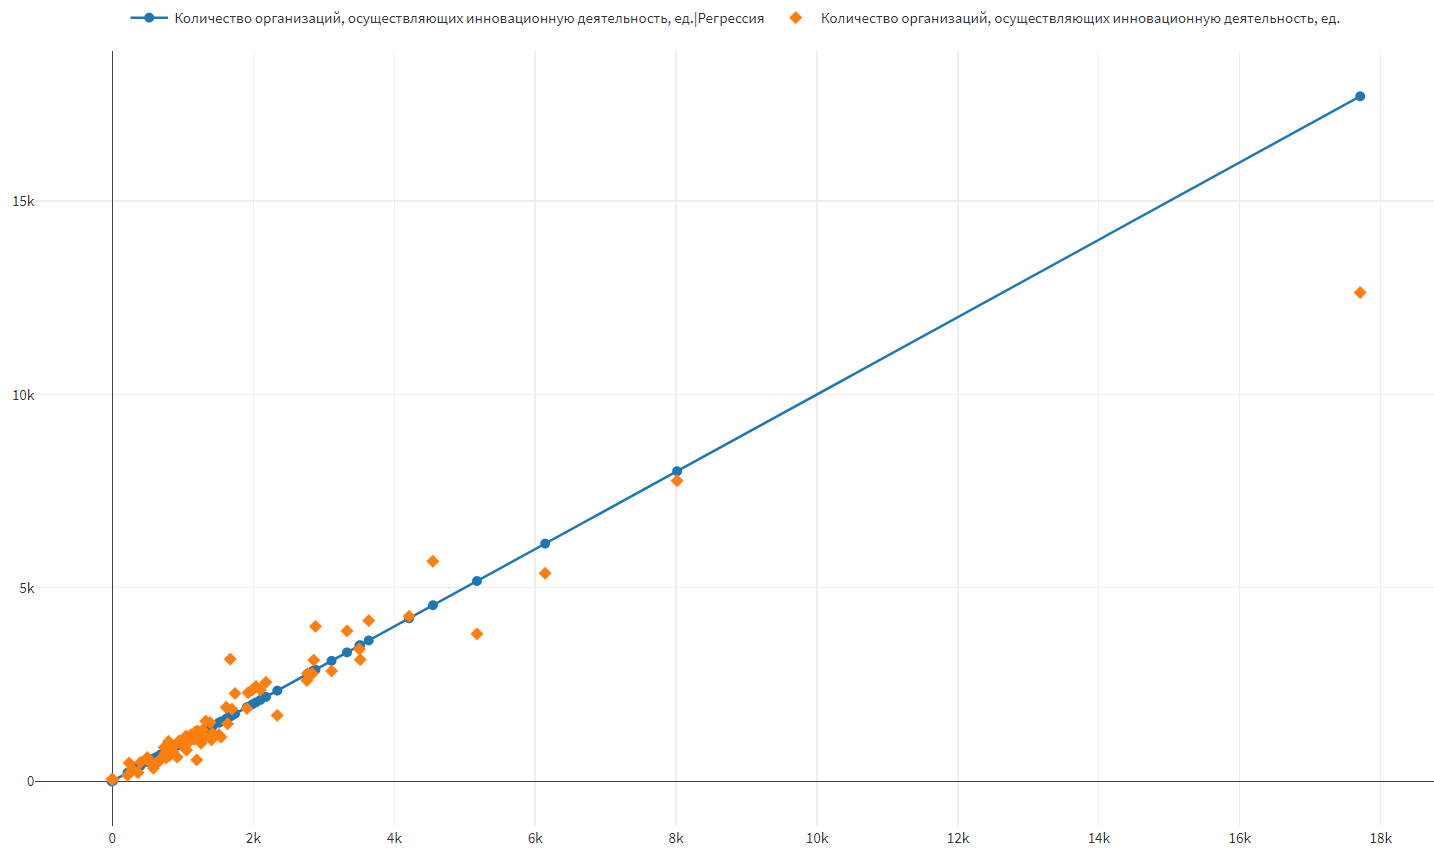 Количество организаций, осуществляющих инновационную деятельность, ед.|Регрессия
Количество организаций, осуществляющих инновационную деятельность, ед.
15k
10k
5k
0
0 2k 4k 6k 8k 10k 12k 14k 16k 18k